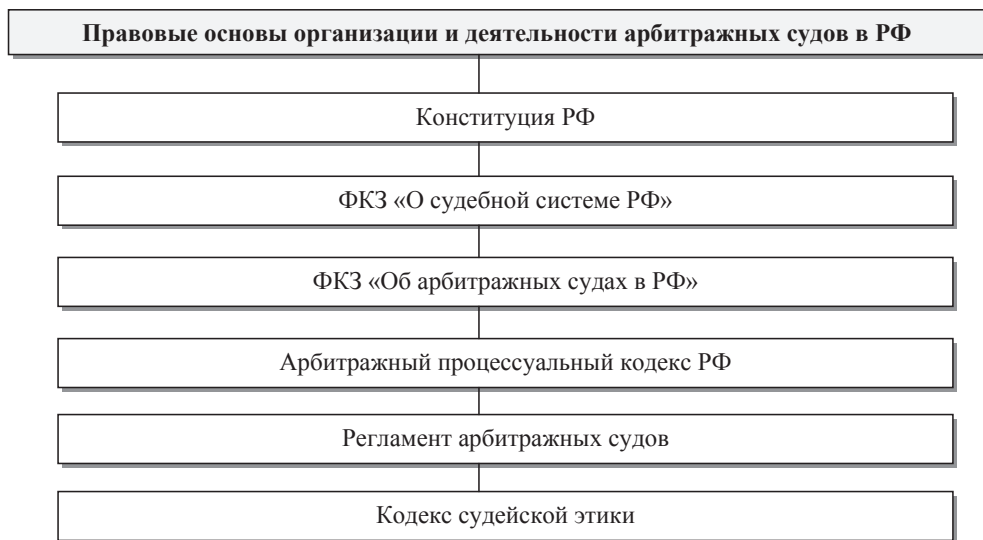 Правовые основы организации и деятельности арбитражных судов в РФ
Конституция РФ
ФКЗ «О судебной системе РФ»
ФКЗ «Об арбитражных судах в РФ»
Арбитражный процессуальный кодекс РФ
Регламент арбитражных судов
Кодекс судейской этики